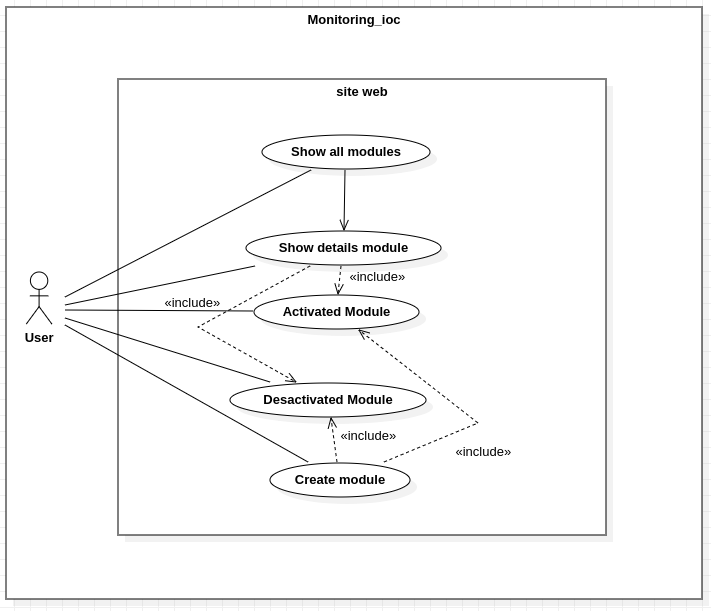 Monitoring_ioc
site web
Show all modules
Show details module
«include»
«include»
Activated Module
User
Desactivated Module
«include»
«include»
Create module